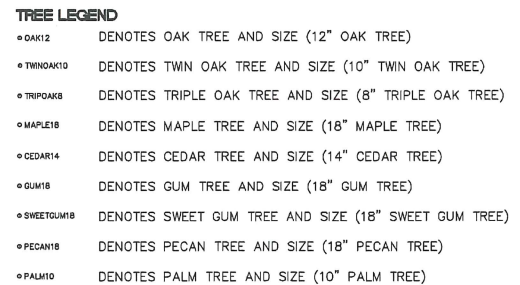 TREE LEGEND
OAK12 DENOTES OAK TREE AND SIZE (12" OAK TREE)
TWINOAK10 DENOTES TWIN OAK TREE AND SIZE (10" TWIN OAK TREE)
TRIPOAK8 DENOTES TRIPLE OAK TREE AND SIZE (8" TRIPLE OAK TREE)
MAPLE18 DENOTES MAPLE TREE AND SIZE (18" MAPLE TREE)
CEDAR14 DENOTES CEDAR TREE AND SIZE (14" CEDAR TREE)
GUM18 DENOTES GUM TREE AND SIZE (18" GUM TREE)
SWEETGUM18 DENOTES SWEET GUM TREE AND SIZE (18" SWEET GUM TREE)
PECAN18 DENOTES PECAN TREE AND SIZE (18" PECAN TREE)
PALM10 DENOTES PALM TREE AND SIZE (10" PALM TREE)